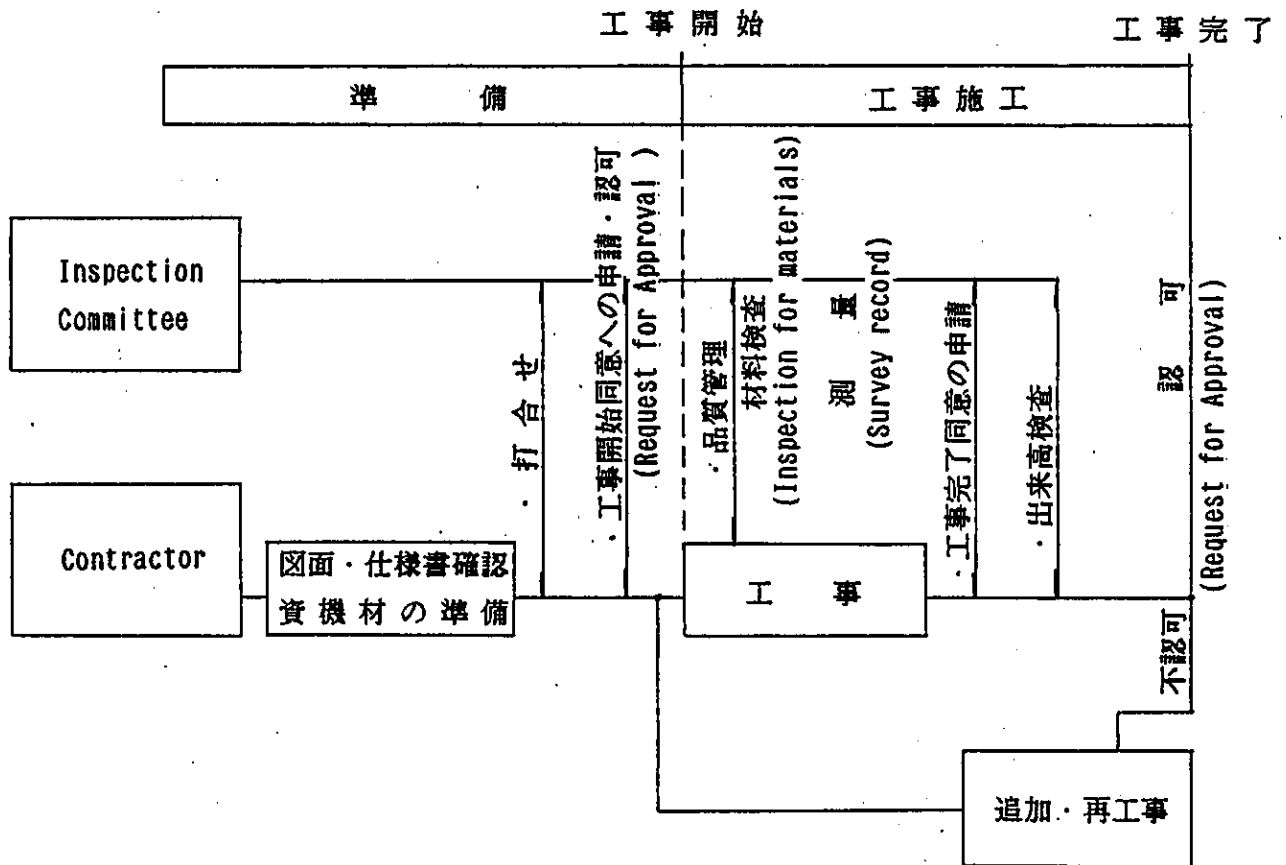 工事開始
工事完了
準備
工事施工
Inspection
Committee
・打合せ
・工事開始同意への申請・認可
(Request for Approval )
・品質管理
材料検査
(Inspection for materials)
測量
(Survey record)
・工事完了同意の申請
・出来高検査
認可
(Request for Approval)
Contractor
図面・仕様書確認
資機材の準備
工事
不認可
追加・再工事